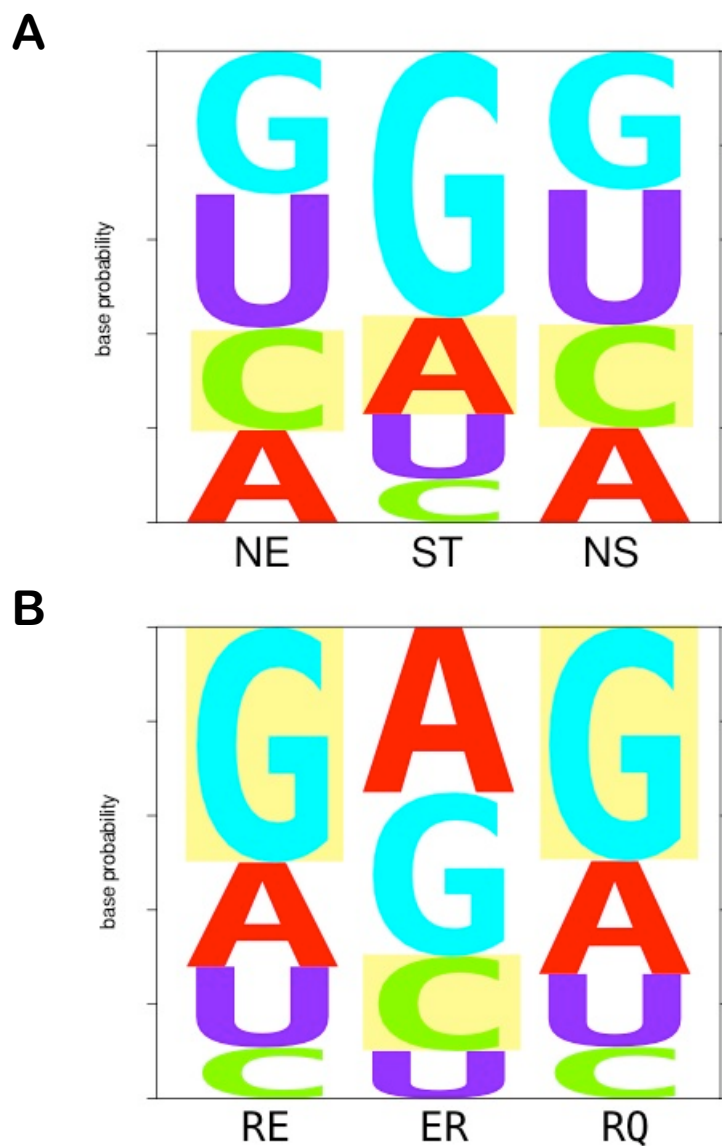 A
base probability
G G G
U A U
C U C
A C A
NE ST NS
B
base probability
G A G
A G A
U C U
C U C
RE ER RQ